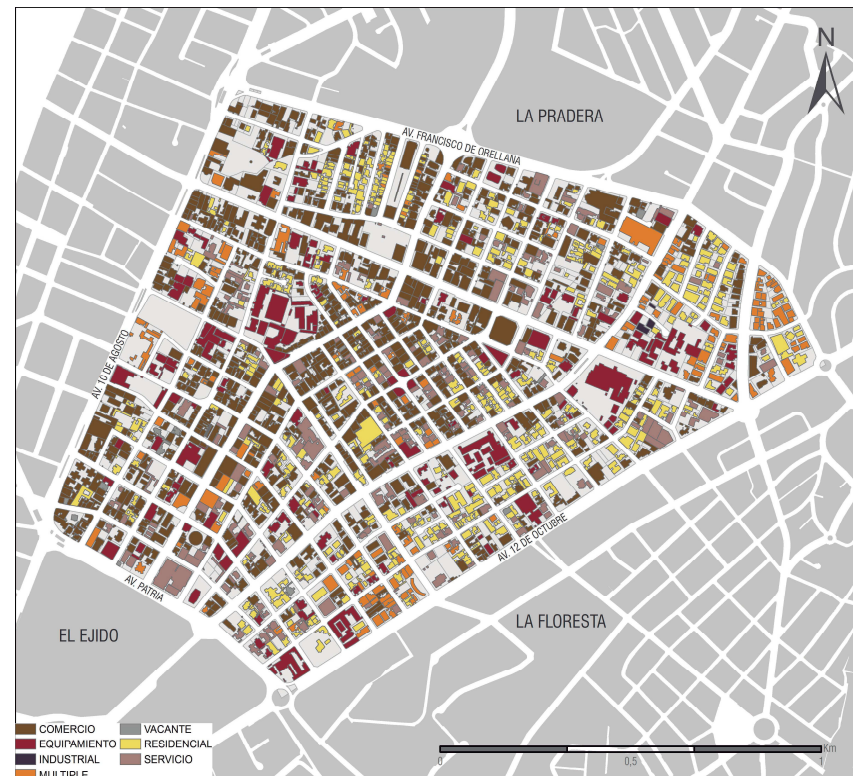 N
LA PRADERA
AV. FRANCISCO DE ORELLANA
AV. 10 DE AGOSTO
AV. 12 DE OCTUBRE
AV. PATRIA
EL EJIDO
LA FLORESTA
COMERCIO
EQUIPAMIENTO
INDUSTRIAL
MULTIPLE
VACANTE
RESIDENCIAL
SERVICIO
Km
0
0,5
1